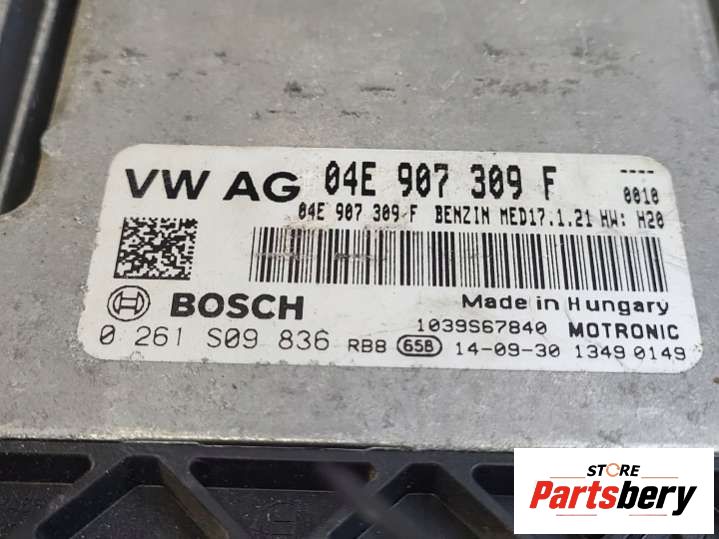 VW AG 04E 907 309 F ----
0010
04E 907 309 F BENZIN MED17.1.21 HW: H20
BOSCH Made in Hungary
1039S67840 MOTRONIC
0 261 S09 836 RB8 658 14-09-30 1349 0149
STORE
Partsbery